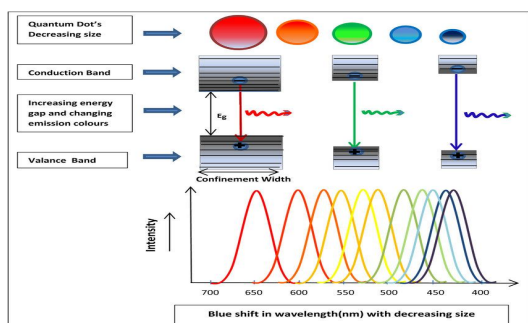 Quantum Dot's
Decreasing size
Conduction Band
Increasing energy
gap and changing
emission colours
Eg
Valance Band
Confinement Width
Intensity
700 650 600 550 500 450 400
Blue shift in wavelength(nm) with decreasing size